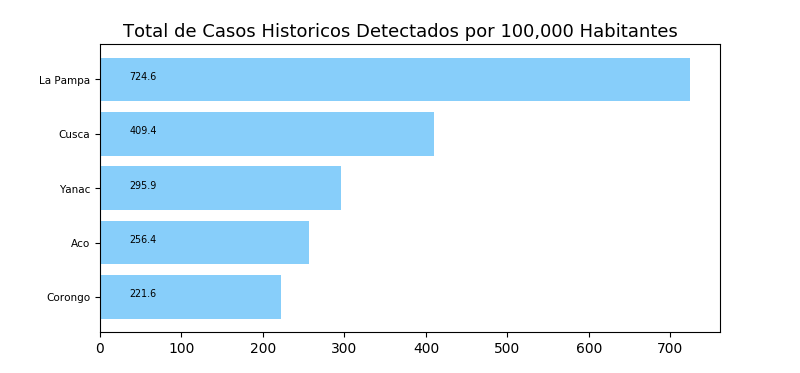 Total de Casos Historicos Detectados por 100,000 Habitantes
La Pampa 724.6
Cusca 409.4
Yanac 295.9
Aco 256.4
Corongo 221.6
0 100 200 300 400 500 600 700